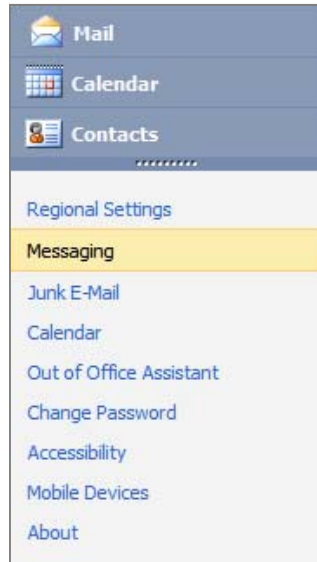 Mail
Calendar
Contacts
Regional Settings
Messaging
Junk E-Mail
Calendar
Out of Office Assistant
Change Password
Accessibility
Mobile Devices
About